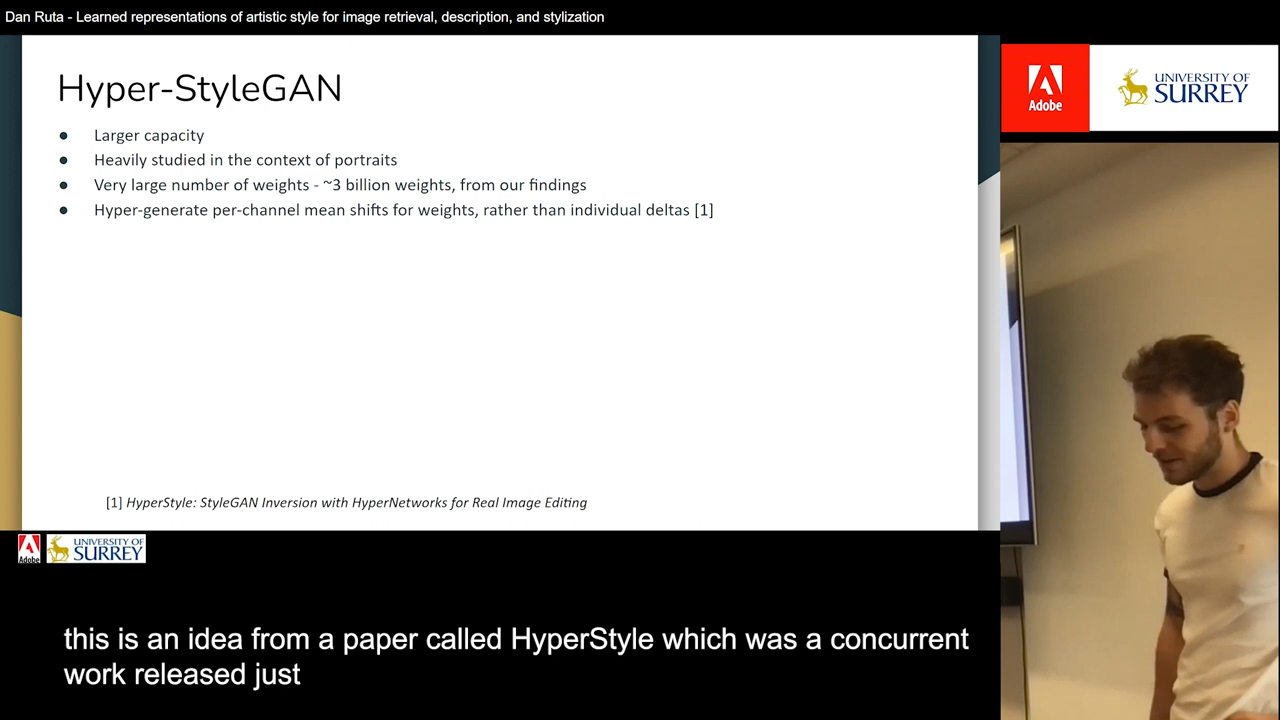 Dan Ruta - Learned representations of artistic style for image retrieval, description, and stylization
Hyper-StyleGAN
● Larger capacity
● Heavily studied in the context of portraits
● Very large number of weights - ~3 billion weights, from our findings
● Hyper-generate per-channel mean shifts for weights, rather than individual deltas [1]
[1] HyperStyle: StyleGAN Inversion with HyperNetworks for Real Image Editing
Adobe
UNIVERSITY OF
SURREY
Adobe
UNIVERSITY OF
SURREY
this is an idea from a paper called HyperStyle which was a concurrent
work released just